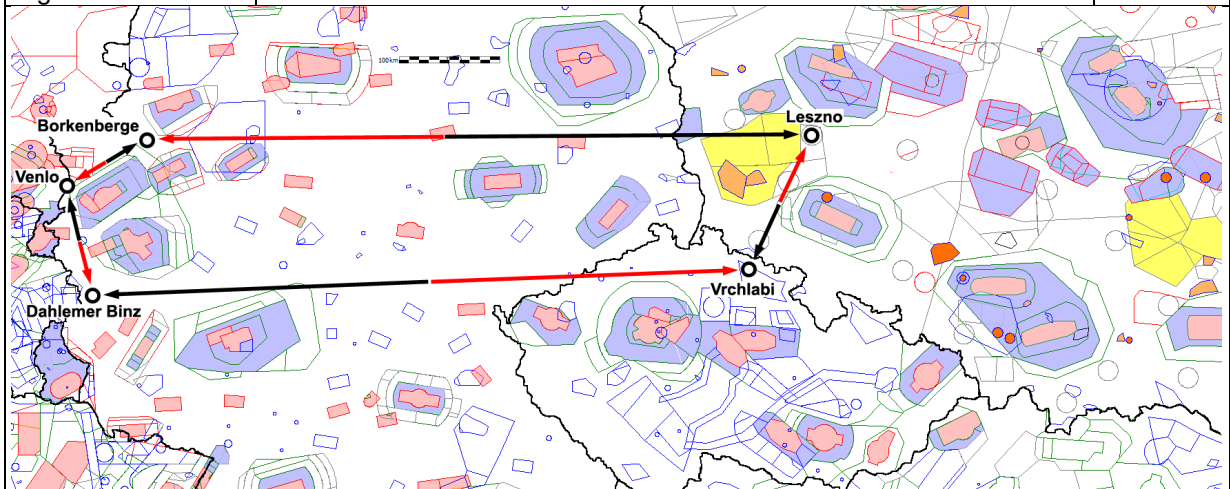 100km
Borkenberge
Leszno
Venlo
Vrchlabi
Dahlemer Binz